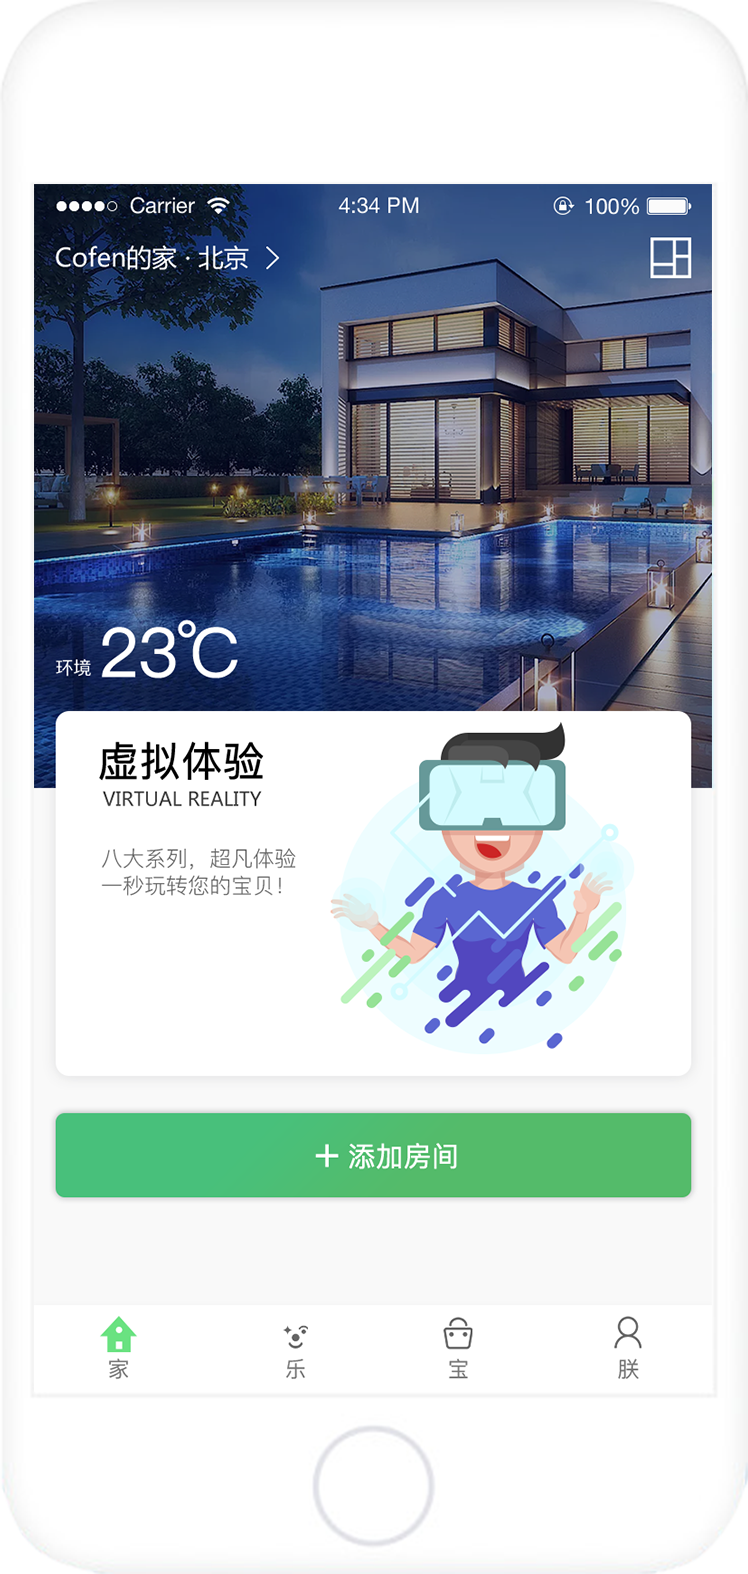 Carrier 4:34 PM 100%
Cofen的家 · 北京
环境 23℃
虚拟体验
VIRTUAL REALITY
八大系列，超凡体验
一秒玩转您的宝贝！
+ 添加房间
家 乐 宝 朕